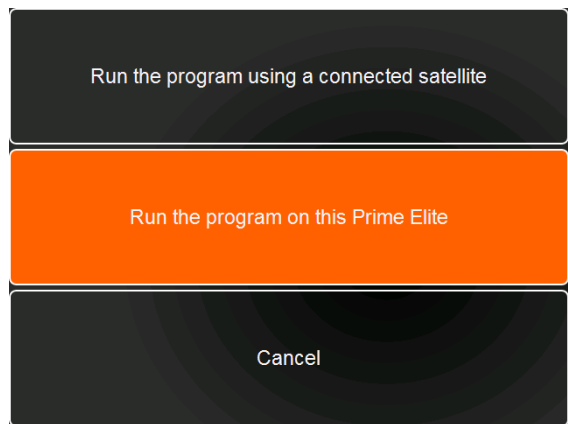 Run the program using a connected satellite
Run the program on this Prime Elite
Cancel